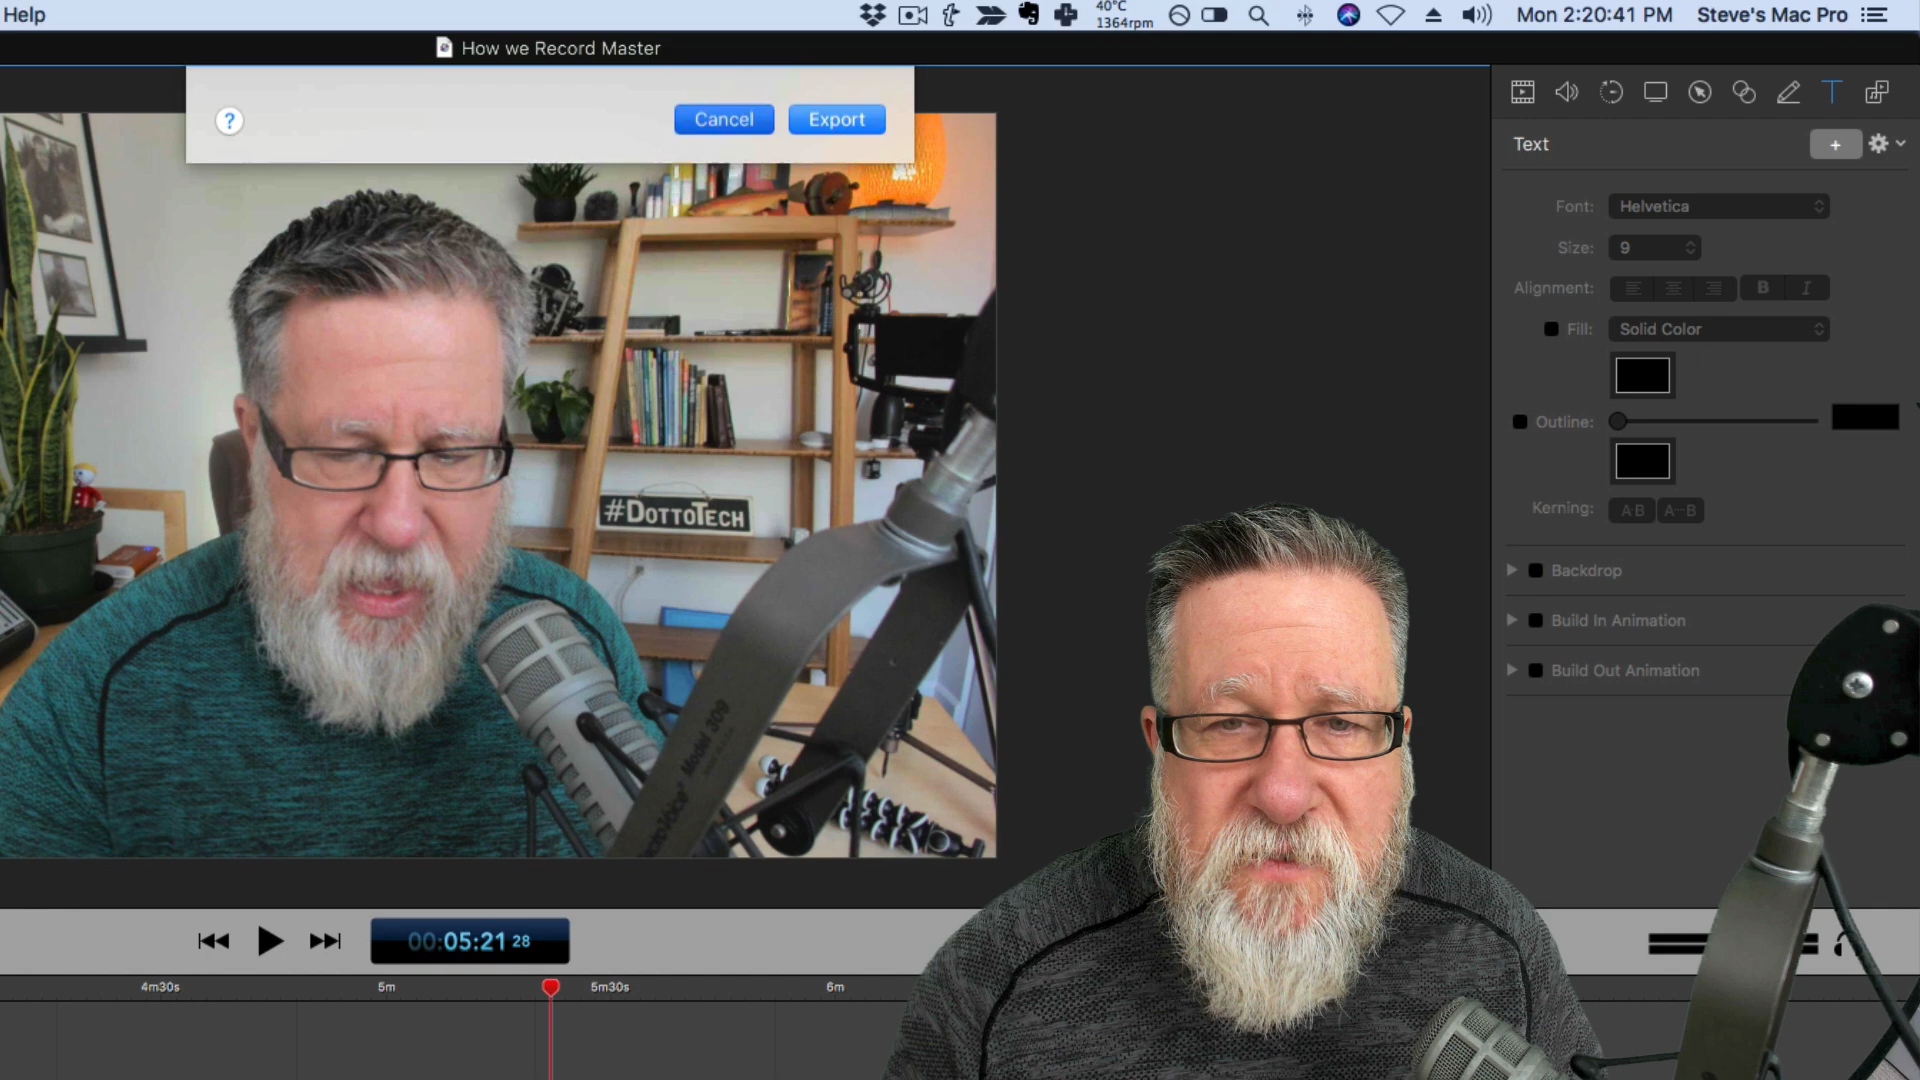 Help
40°C
1364rpm
Mon 2:20:41 PM
Steve's Mac Pro
How we Record Master
?
Cancel
Export
Text
+
Font:
Helvetica
Size:
9
Alignment:
B
I
Fill:
Solid Color
Outline:
Kerning:
A·B
A···B
Backdrop
Build In Animation
Build Out Animation
#DOTTOTECH
Model 309
00:05:21 28
4m30s
5m
5m30s
6m